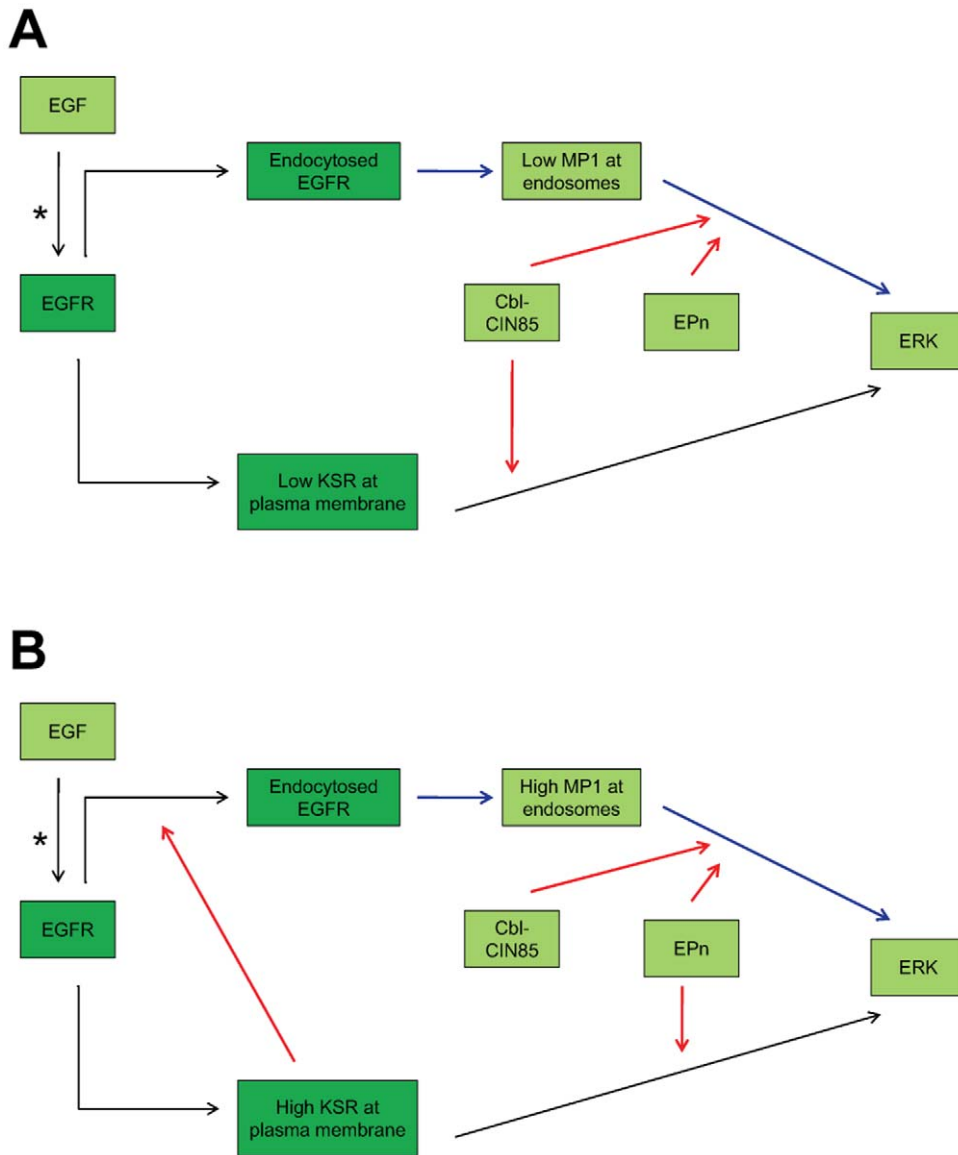 A
EGF
*
EGFR
Endocytosed
EGFR
Low MP1 at
endosomes
Cbl-
CIN85
EPn
ERK
Low KSR at
plasma membrane
B
EGF
*
EGFR
Endocytosed
EGFR
High MP1 at
endosomes
Cbl-
CIN85
EPn
ERK
High KSR at
plasma membrane